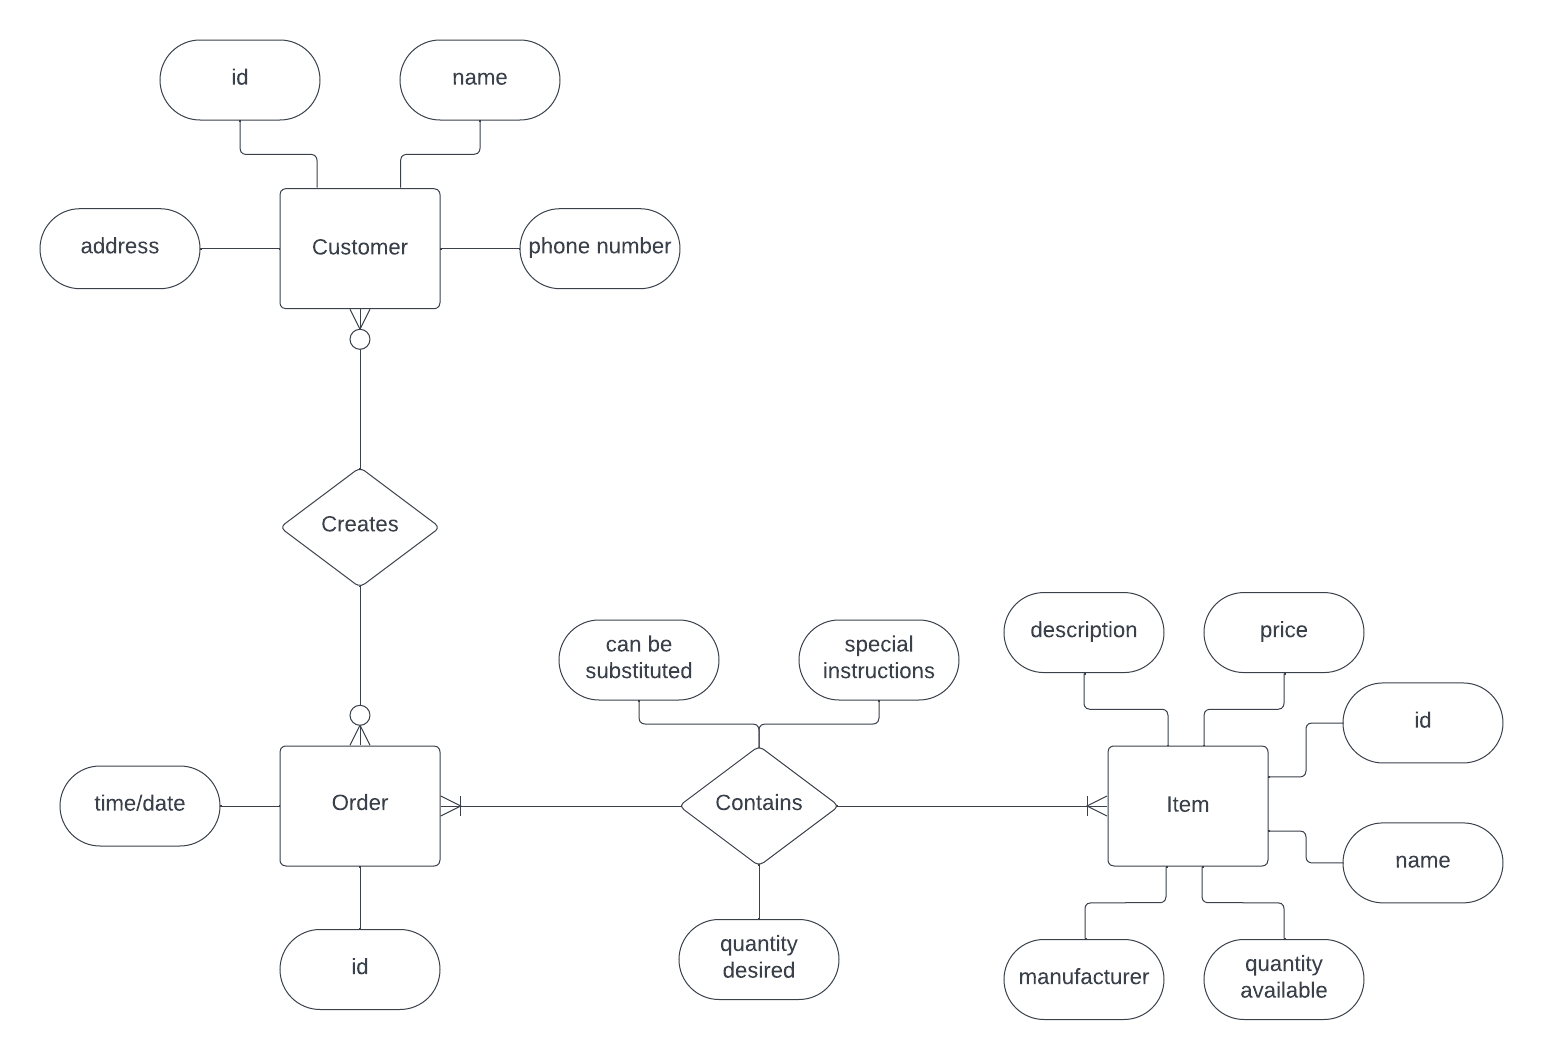 id
name
address
Customer
phone number
Creates
can be
substituted
special
instructions
description
price
id
time/date
Order
Contains
Item
name
id
quantity
desired
manufacturer
quantity
available